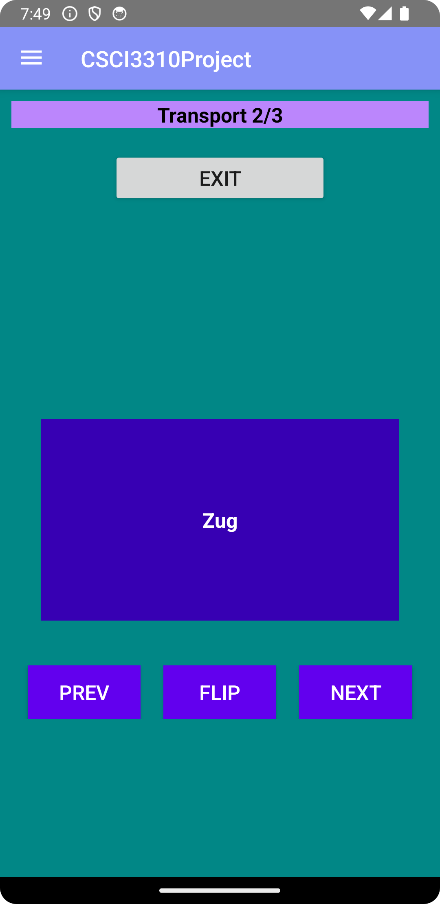 7:49
CSCI3310Project
Transport 2/3
EXIT
Zug
PREV FLIP NEXT